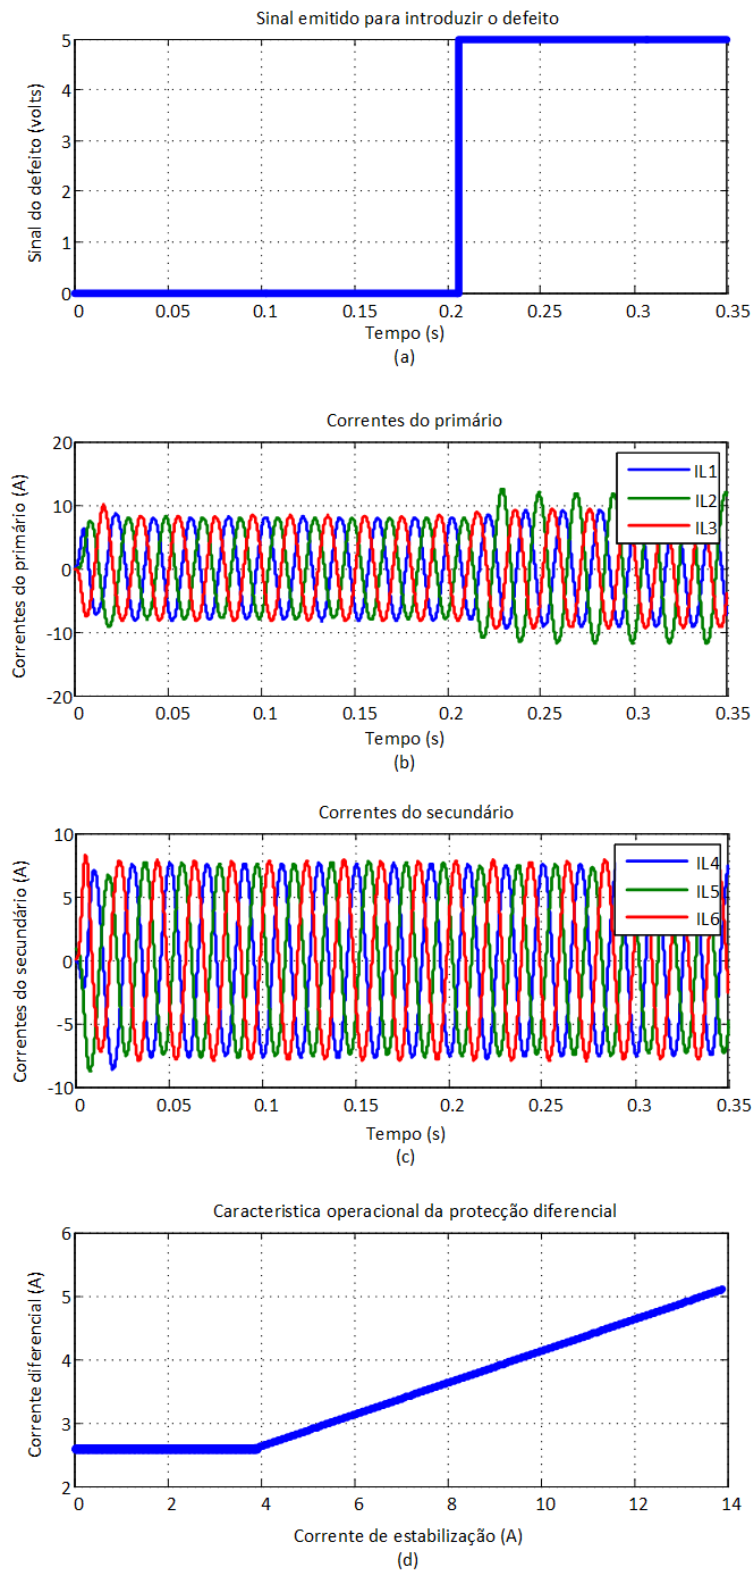 Sinal emitido para introduzir o defeito
Sinal do defeito (volts)
5
4
3
2
1
0
0 0.05 0.1 0.15 0.2 0.25 0.3 0.35
Tempo (s)
(a)
Correntes do primário
Correntes do primário (A)
20
10
0
-10
-20
IL1
IL2
IL3
0 0.05 0.1 0.15 0.2 0.25 0.3 0.35
Tempo (s)
(b)
Correntes do secundário
Correntes do secundário (A)
10
5
0
-5
-10
IL4
IL5
IL6
0 0.05 0.1 0.15 0.2 0.25 0.3 0.35
Tempo (s)
(c)
Caracteristica operacional da protecção diferencial
Corrente diferencial (A)
6
5
4
3
2
0 2 4 6 8 10 12 14
Corrente de estabilização (A)
(d)